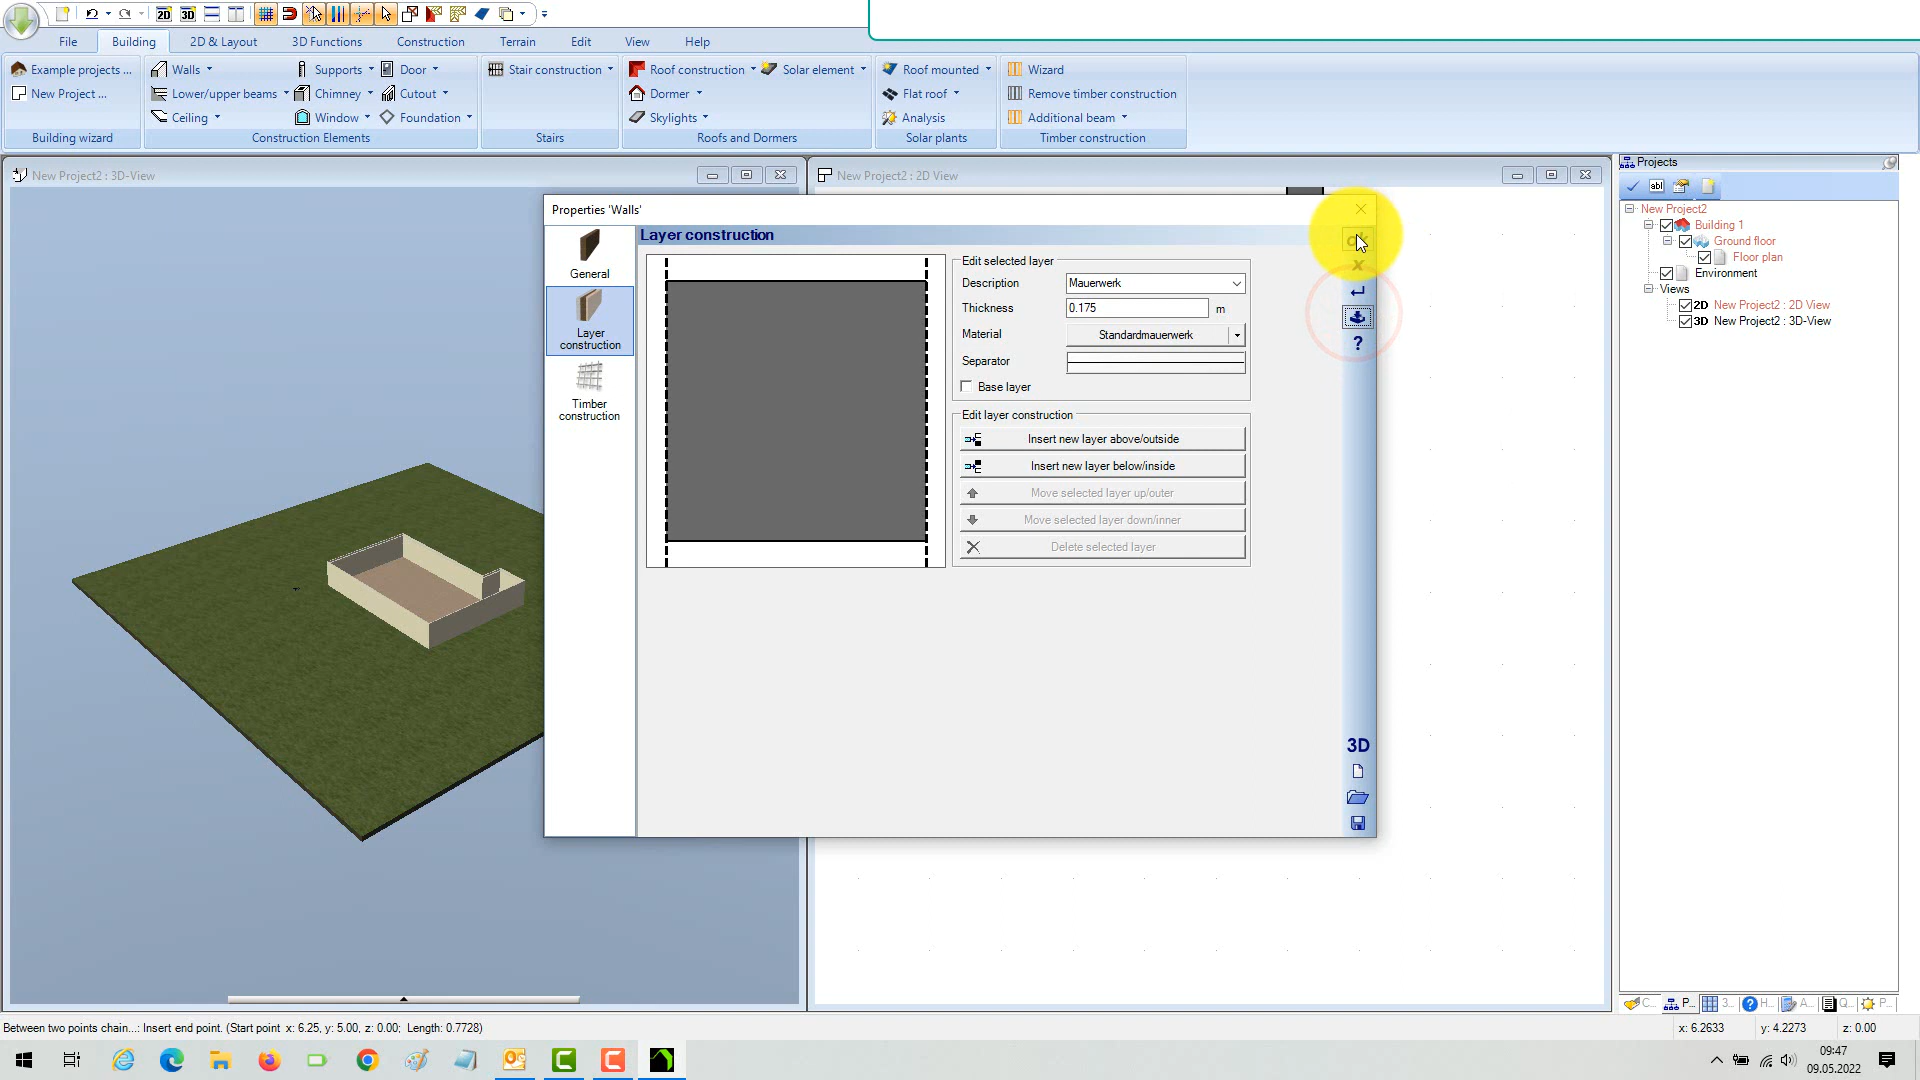 2D 3D
File Building 2D & Layout 3D Functions Construction Terrain Edit View Help
Example projects ... Walls Supports Door Stair construction Roof construction Solar element Roof mounted Wizard
New Project ... Lower/upper beams Chimney Cutout Dormer Flat roof Remove timber construction
Ceiling Window Foundation Skylights Analysis Additional beam
Building wizard Construction Elements Stairs Roofs and Dormers Solar plants Timber construction
New Project2 : 3D-View New Project2 : 2D View Projects
abl
Properties 'Walls'
General
Layer construction
Timber construction
Layer construction
Edit selected layer
Description Mauerwerk
Thickness 0.175 m
Material Standardmauerwerk
Separator
Base layer
Edit layer construction
Insert new layer above/outside
Insert new layer below/inside
Move selected layer up/outer
Move selected layer down/inner
Delete selected layer
?
3D
New Project2
Building 1
Ground floor
Floor plan
Environment
Views
2D New Project2 : 2D View
3D New Project2 : 3D-View
C... P... 3... H... A... Q... P...
Between two points chain...: Insert end point. (Start point x: 6.25, y: 5.00, z: 0.00; Length: 0.7728) x: 6.2633 y: 4.2273 z: 0.00
09:47
09.05.2022